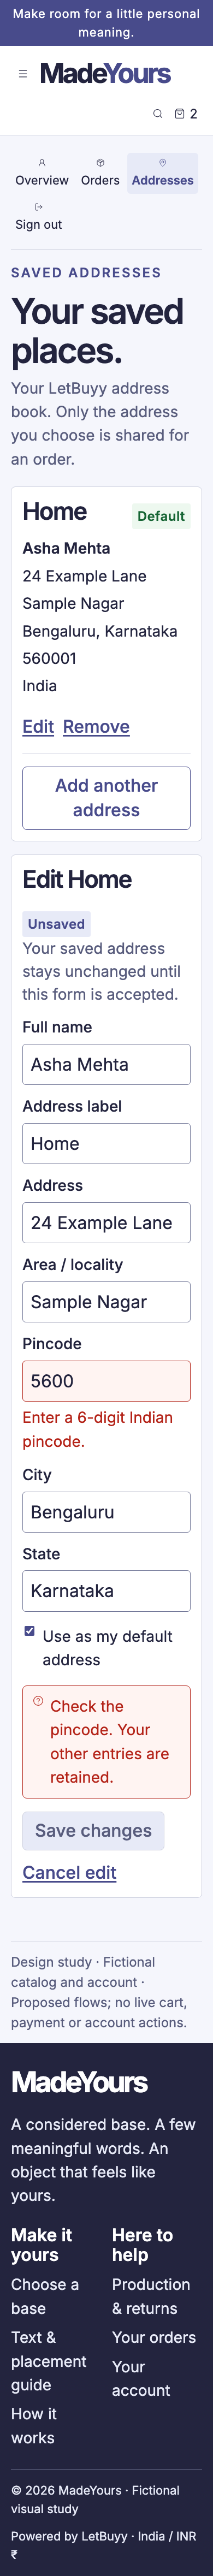 Make room for a little personal
meaning.
MadeYours
2
Overview
Orders
Addresses
Sign out
SAVED ADDRESSES
Your saved
places.
Your LetBuyy address
book. Only the address
you choose is shared for
an order.
Home
Default
Asha Mehta
24 Example Lane
Sample Nagar
Bengaluru, Karnataka
560001
India
Edit Remove
Add another
address
Edit Home
Unsaved
Your saved address
stays unchanged until
this form is accepted.
Full name
Asha Mehta
Address label
Home
Address
24 Example Lane
Area / locality
Sample Nagar
Pincode
5600
Enter a 6-digit Indian
pincode.
City
Bengaluru
State
Karnataka
Use as my default
address
Check the
pincode. Your
other entries are
retained.
Save changes
Cancel edit
Design study · Fictional
catalog and account ·
Proposed flows; no live cart,
payment or account actions.
MadeYours
A considered base. A few
meaningful words. An
object that feels like
yours.
Make it
yours
Choose a
base
Text &
placement
guide
How it
works
Here to
help
Production
& returns
Your orders
Your
account
© 2026 MadeYours · Fictional
visual study
Powered by LetBuyy · India / INR
₹